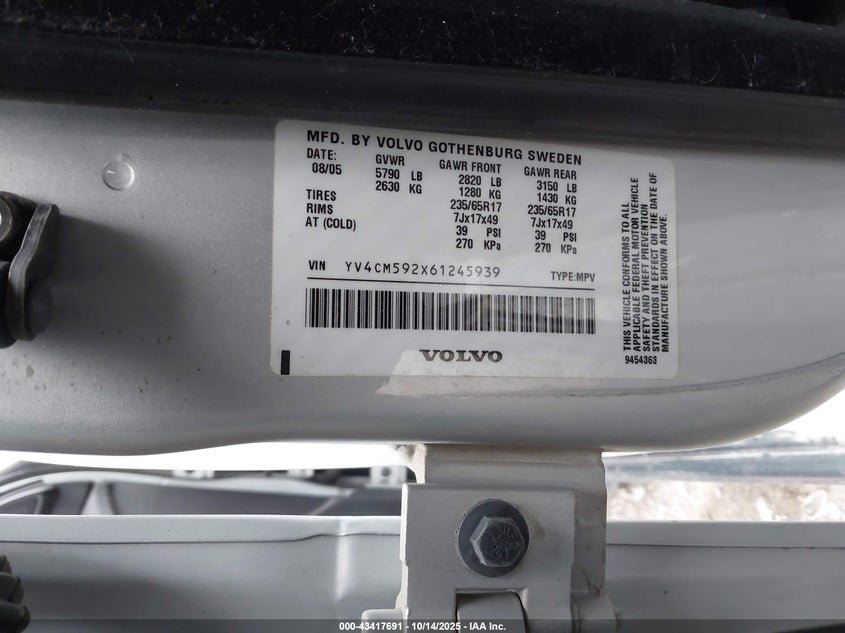 MFD. BY VOLVO GOTHENBURG SWEDEN
DATE: GVWR GAWR FRONT GAWR REAR
08/05 5790 LB 2820 LB 3150 LB
2630 KG 1280 KG 1430 KG
TIRES 235/65R17 235/65R17
RIMS 7Jx17x49 7Jx17x49
AT (COLD) 39 PSI 39 PSI
270 KPa 270 KPa
VIN YV4CM592X61245939 TYPE:MPV
VOLVO
THIS VEHICLE CONFORMS TO ALL
APPLICABLE FEDERAL MOTOR VEHICLE
SAFETY AND THEFT PREVENTION
STANDARDS IN EFFECT ON THE DATE OF
MANUFACTURE SHOWN ABOVE.
9454363
000-43417691 - 10/14/2025 - IAA Inc.